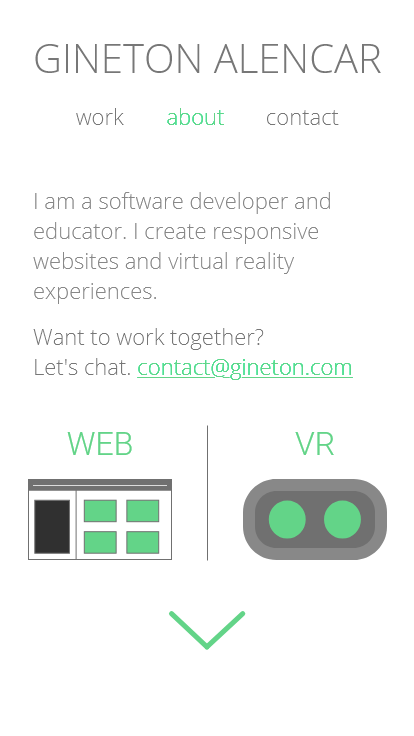 GINETON ALENCAR
work about contact
I am a software developer and
educator. I create responsive
websites and virtual reality
experiences.
Want to work together?
Let's chat. contact@gineton.com
WEB VR